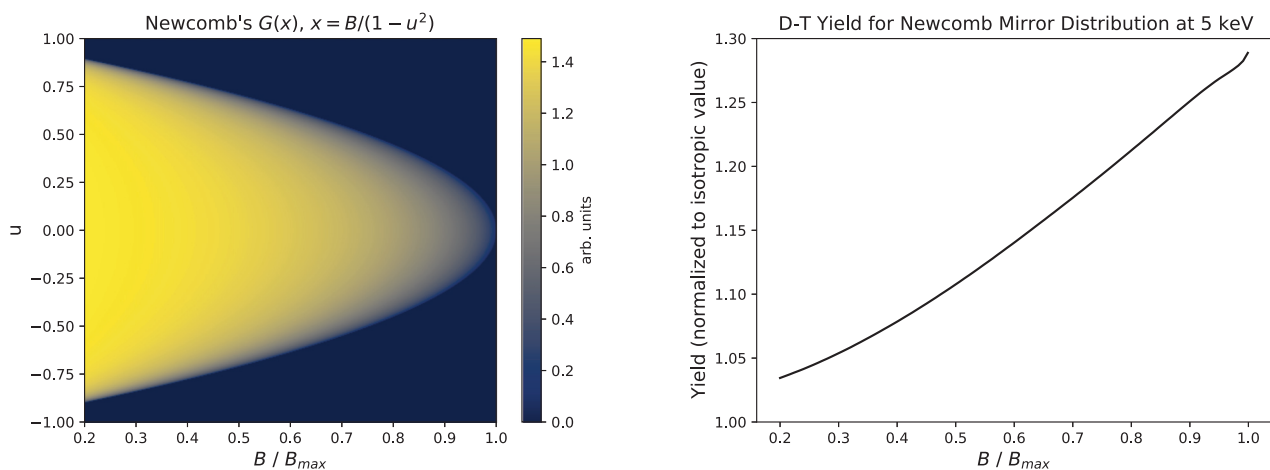 Newcomb's G(x), x = B/(1 − u²)
1.00
0.75
0.50
0.25
0.00
−0.25
−0.50
−0.75
−1.00
u
0.2 0.3 0.4 0.5 0.6 0.7 0.8 0.9 1.0
B / Bmax
1.4
1.2
1.0
0.8
0.6
0.4
0.2
0.0
arb. units
D-T Yield for Newcomb Mirror Distribution at 5 keV
1.30
1.25
1.20
1.15
1.10
1.05
1.00
Yield (normalized to isotropic value)
0.2 0.3 0.4 0.5 0.6 0.7 0.8 0.9 1.0
B / Bmax